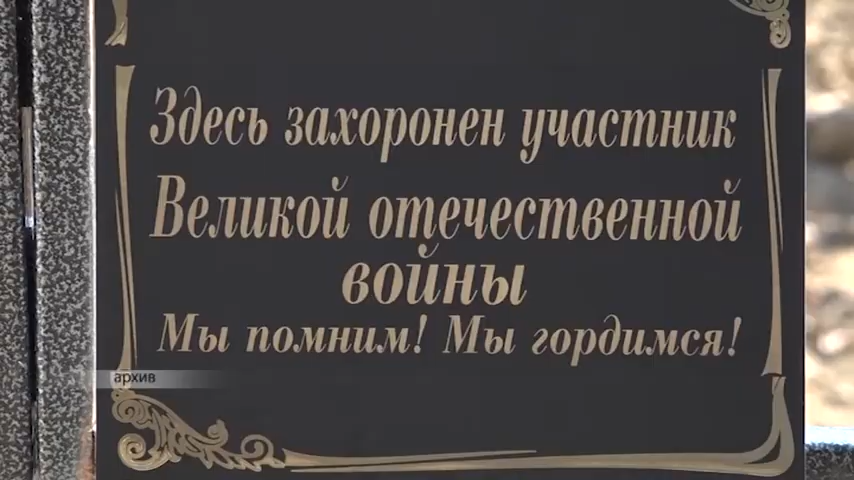 Здесь захоронен участник
Великой отечественной
войны
Мы помним! Мы гордимся!
архив